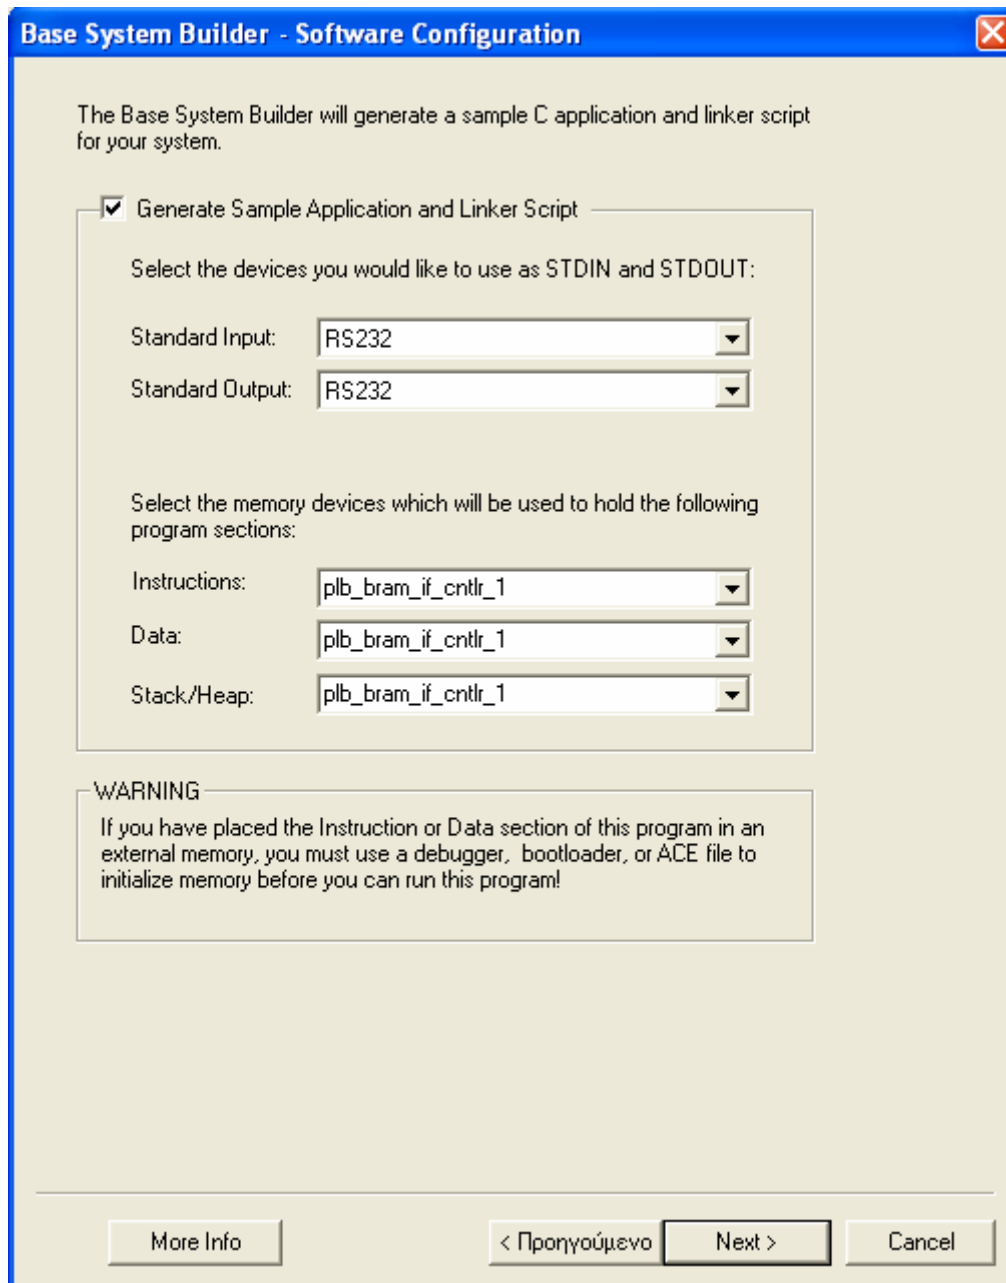 Base System Builder - Software Configuration
The Base System Builder will generate a sample C application and linker script
for your system.
Generate Sample Application and Linker Script
Select the devices you would like to use as STDIN and STDOUT:
Standard Input: RS232
Standard Output: RS232
Select the memory devices which will be used to hold the following
program sections:
Instructions: plb_bram_if_cntlr_1
Data: plb_bram_if_cntlr_1
Stack/Heap: plb_bram_if_cntlr_1
WARNING
If you have placed the Instruction or Data section of this program in an
external memory, you must use a debugger, bootloader, or ACE file to
initialize memory before you can run this program!
More Info < Προηγούμενο Next > Cancel